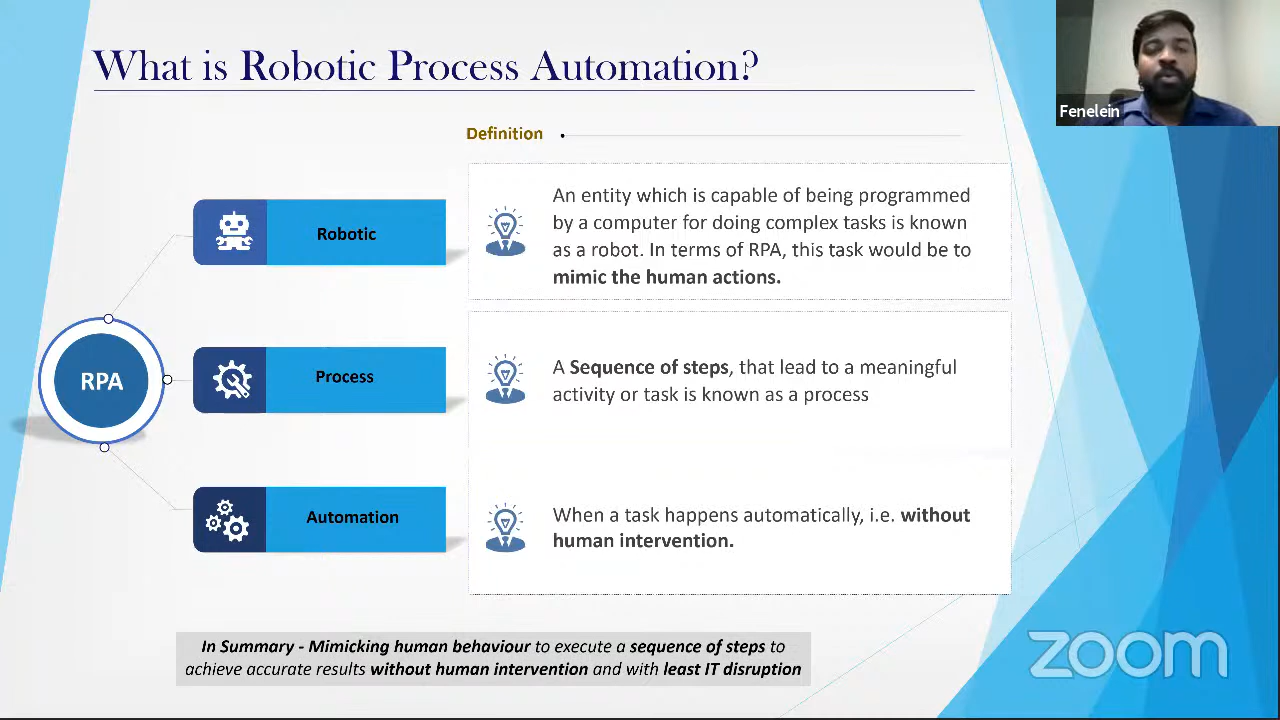 What is Robotic Process Automation?
Fenelein
Definition
RPA
Robotic
An entity which is capable of being programmed
by a computer for doing complex tasks is known
as a robot. In terms of RPA, this task would be to
mimic the human actions.
Process
A Sequence of steps, that lead to a meaningful
activity or task is known as a process
Automation
When a task happens automatically, i.e. without
human intervention.
In Summary - Mimicking human behaviour to execute a sequence of steps to
achieve accurate results without human intervention and with least IT disruption
zoom